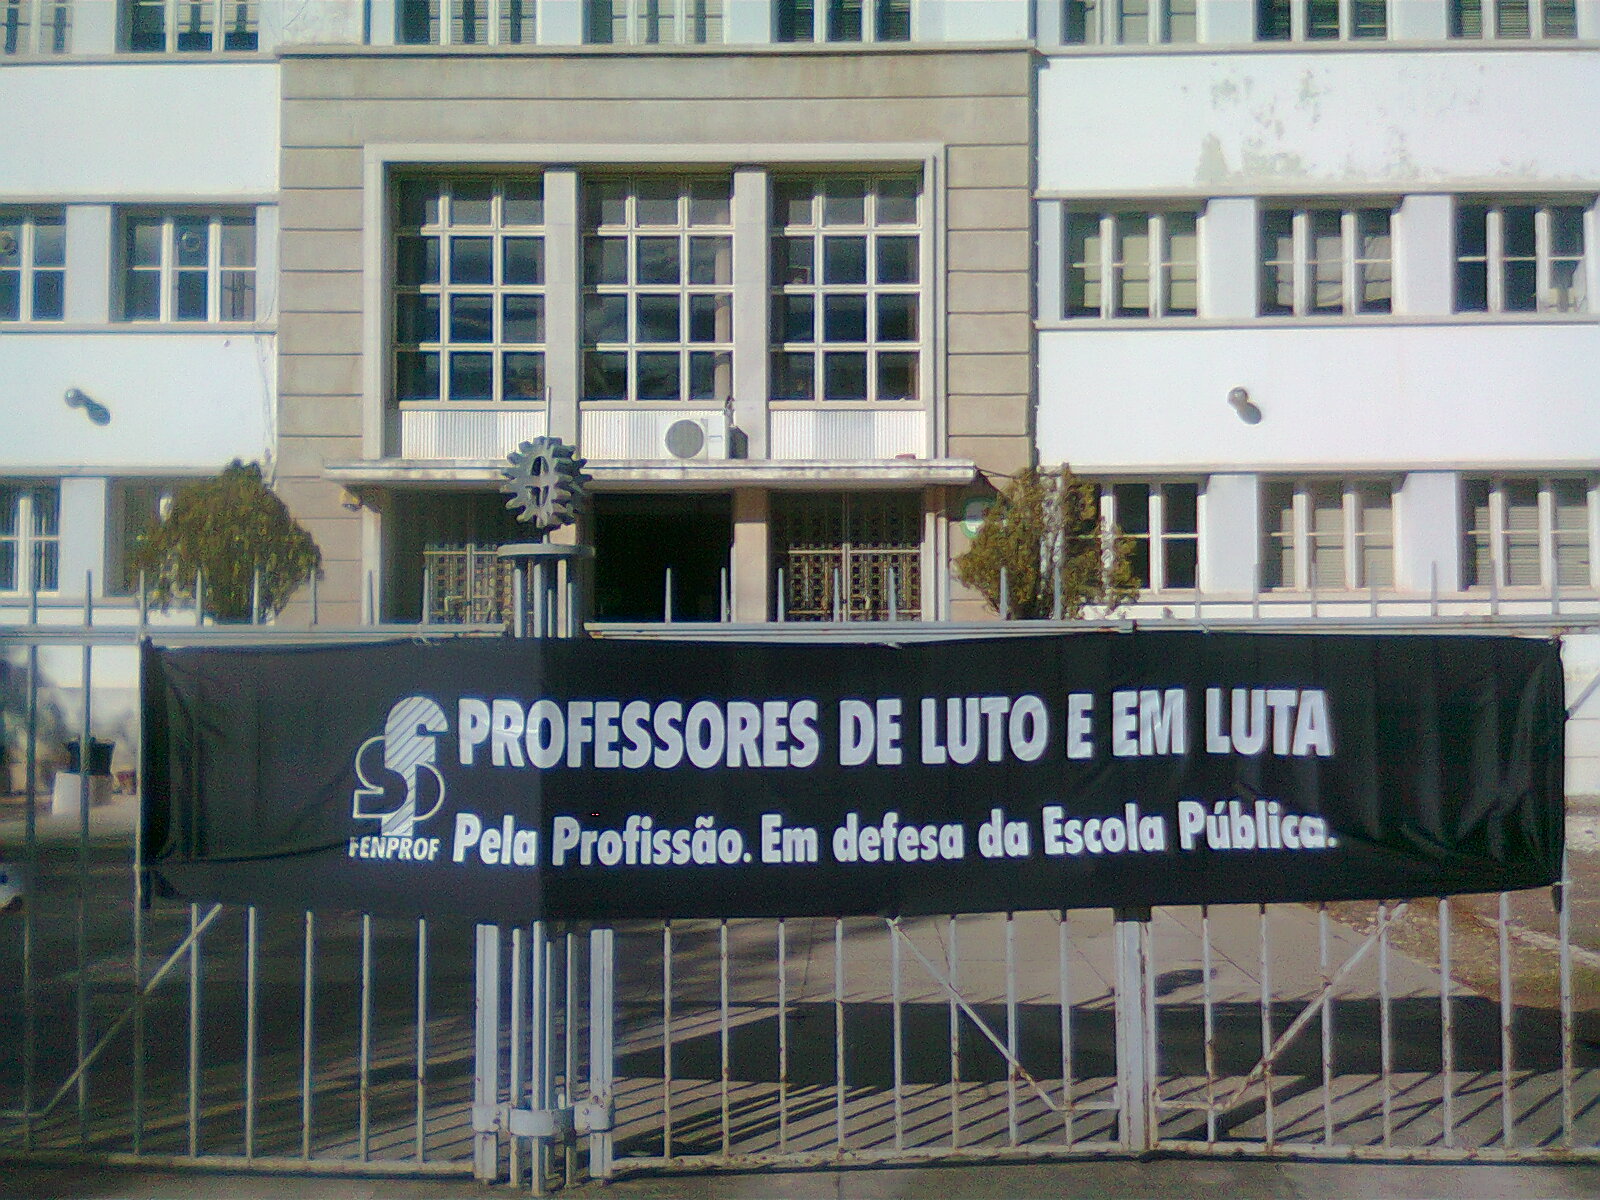 PROFESSORES DE LUTO E EM LUTA
Pela Profissão. Em defesa da Escola Pública.
FENPROF